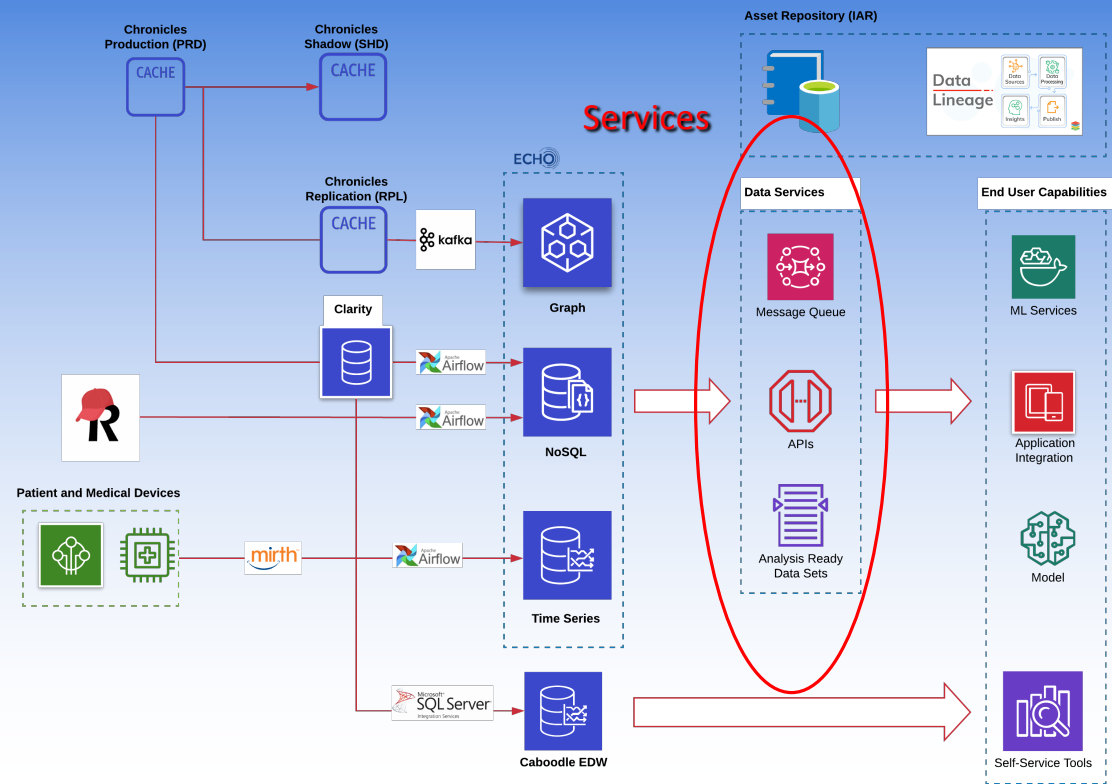 Asset Repository (IAR)
Chronicles
Production (PRD)
Chronicles
Shadow (SHD)
CACHE
CACHE
Data
Lineage
Data
Sources
Data
Processing
Insights
Publish
Services
ECHO
Chronicles
Replication (RPL)
CACHE
kafka
Data Services
End User Capabilities
Graph
Message Queue
ML Services
Clarity
Apache
Airflow
R
Apache
Airflow
NoSQL
APIs
Application
Integration
Patient and Medical Devices
mirth
Apache
Airflow
Time Series
Analysis Ready
Data Sets
Model
Microsoft
SQL Server
Integration Services
Caboodle EDW
Self-Service Tools